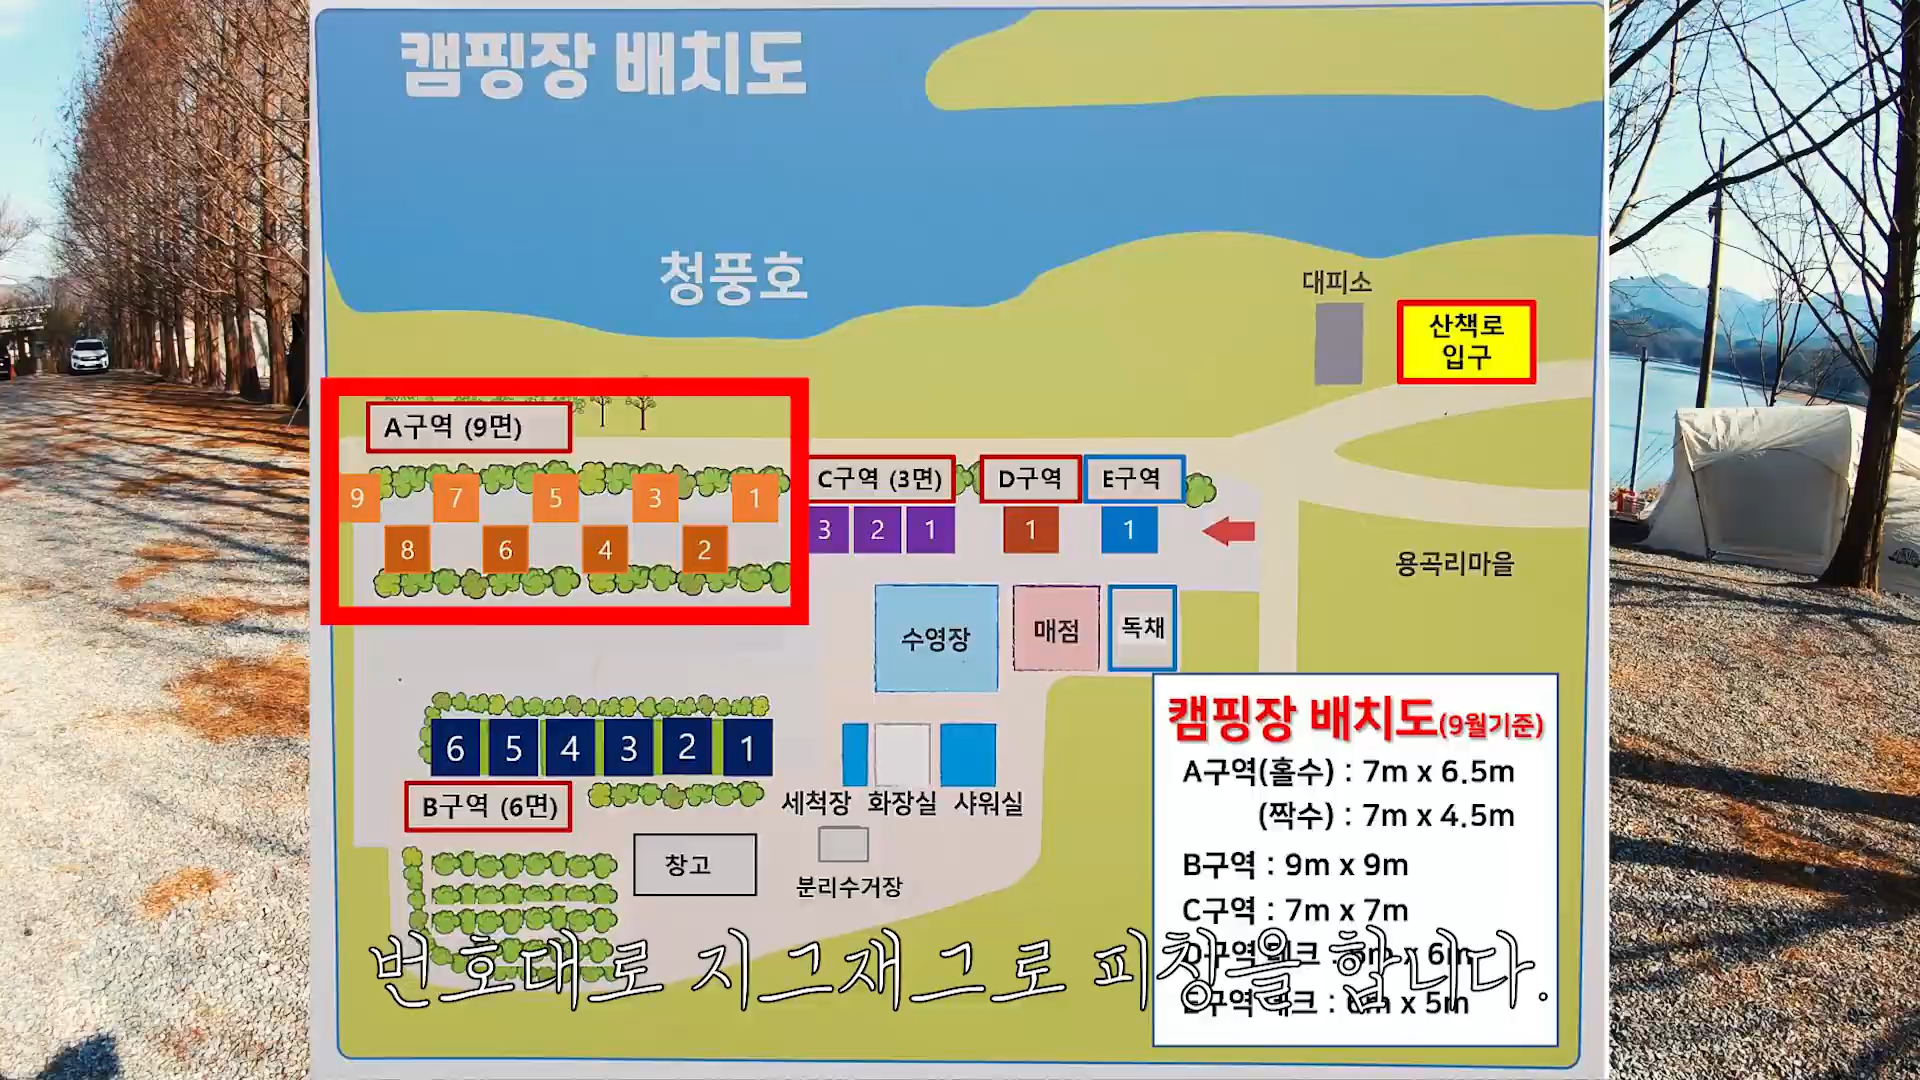 캠핑장 배치도
청풍호
대피소
산책로
입구
A구역 (9면)
9 7 5 3 1
8 6 4 2
C구역 (3면)
D구역
E구역
3 2 1
1
1
용곡리마을
수영장
매점
독채
6 5 4 3 2 1
B구역 (6면)
세척장 화장실 샤워실
창고
분리수거장
캠핑장 배치도(9월기준)
A구역(홀수) : 7m x 6.5m
(짝수) : 7m x 4.5m
B구역 : 9m x 9m
C구역 : 7m x 7m
x 6m
x 5m
번호대로 지그재그로 피칭을 합니다.